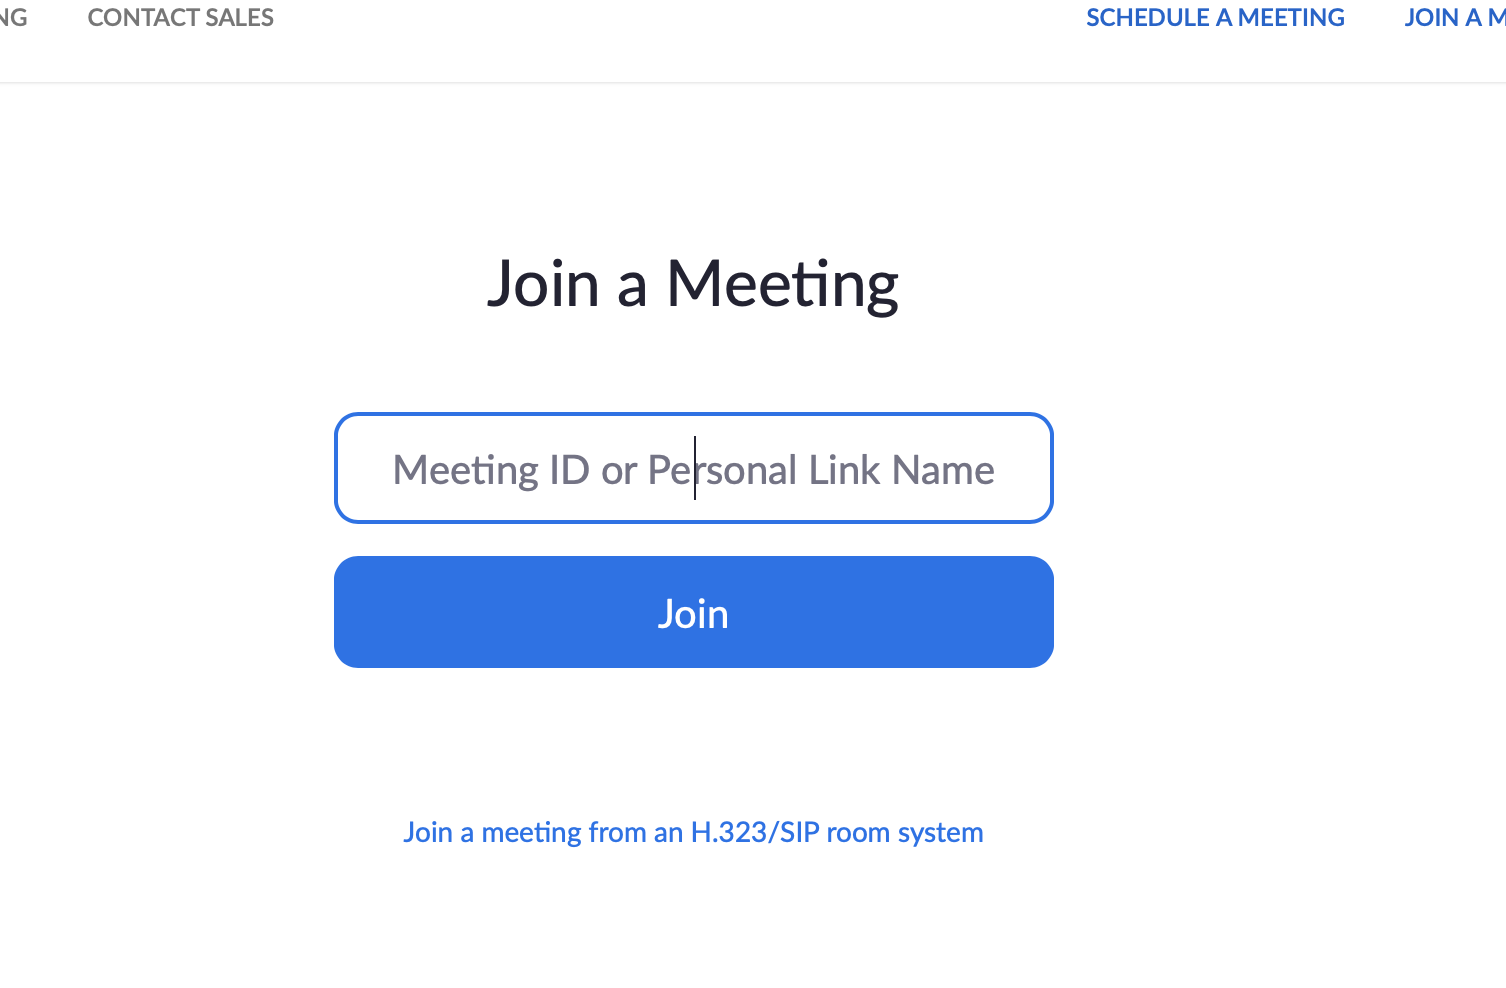 NG CONTACT SALES SCHEDULE A MEETING JOIN A M
Join a Meeting
Meeting ID or Personal Link Name
Join
Join a meeting from an H.323/SIP room system